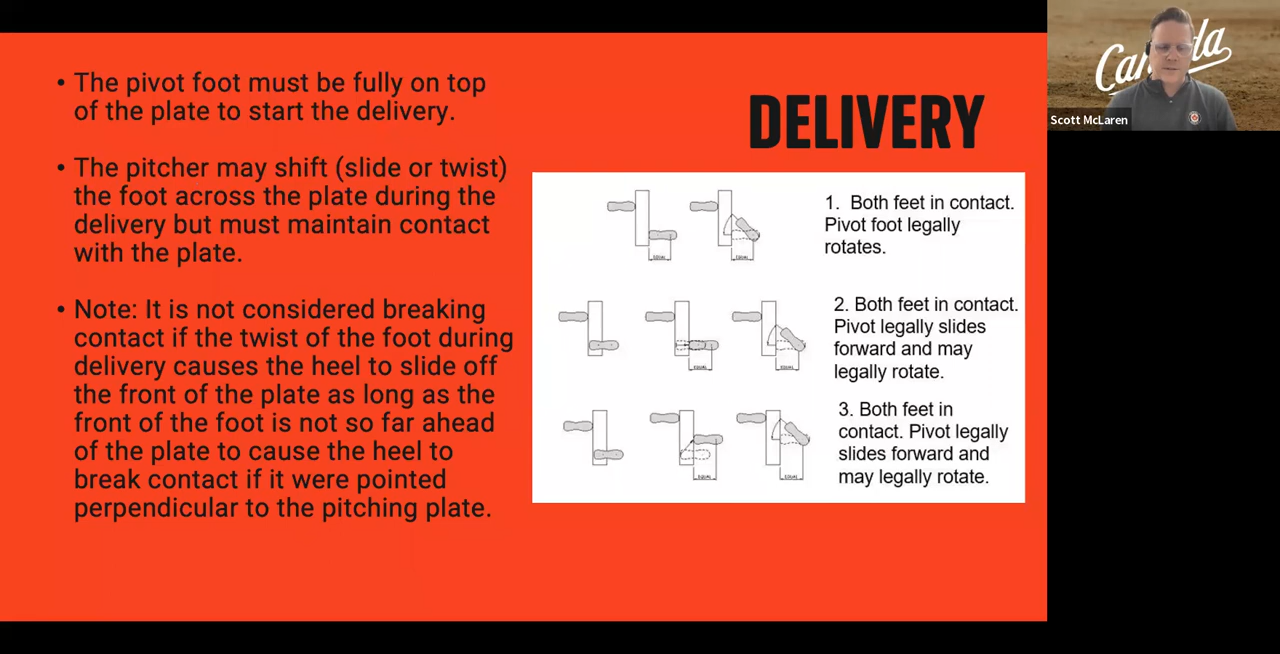 • The pivot foot must be fully on top
of the plate to start the delivery.
• The pitcher may shift (slide or twist)
the foot across the plate during the
delivery but must maintain contact
with the plate.
• Note: It is not considered breaking
contact if the twist of the foot during
delivery causes the heel to slide off
the front of the plate as long as the
front of the foot is not so far ahead
of the plate to cause the heel to
break contact if it were pointed
perpendicular to the pitching plate.
DELIVERY
1. Both feet in contact.
Pivot foot legally
rotates.
EQUAL
EQUAL
2. Both feet in contact.
Pivot legally slides
forward and may
legally rotate.
EQUAL
EQUAL
3. Both feet in
contact. Pivot legally
slides forward and
may legally rotate.
EQUAL
EQUAL
Canada
Scott McLaren